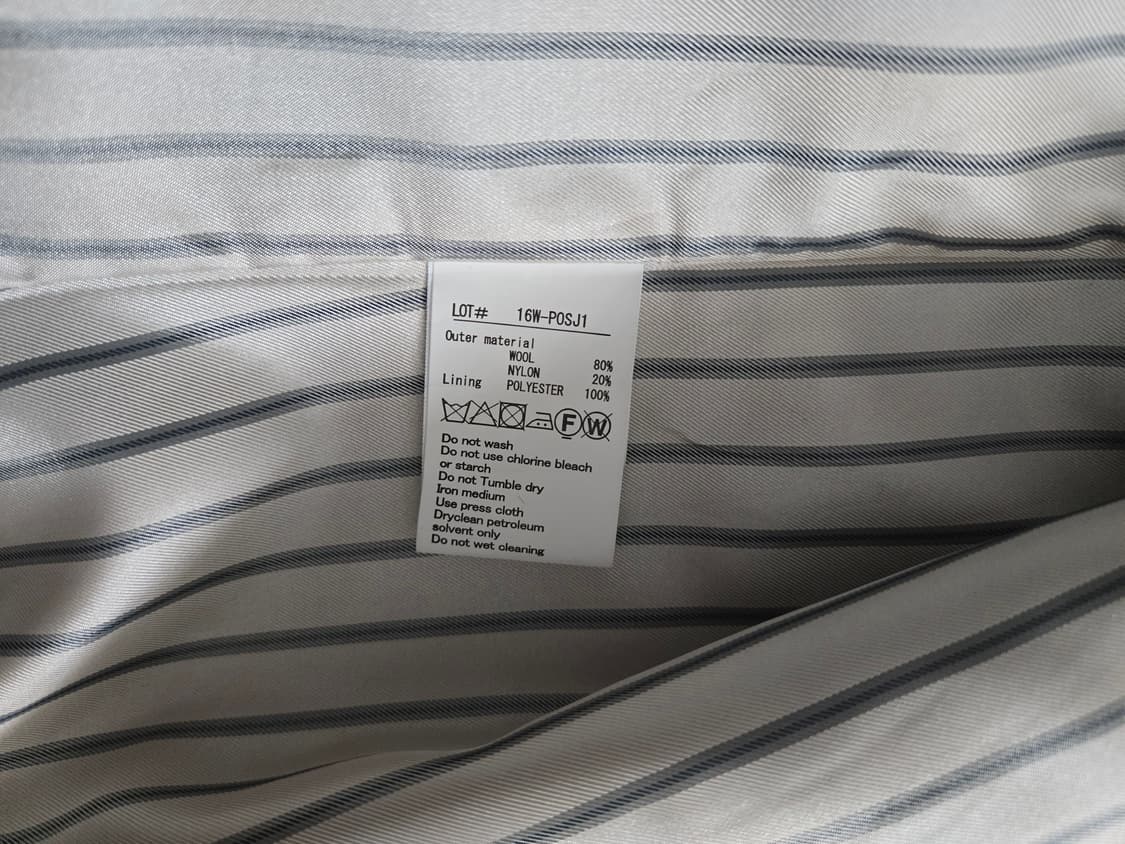 LOT# 16W-POSJ1
Outer material
WOOL 80%
NYLON 20%
Lining POLYESTER 100%
F W
Do not wash
Do not use chlorine bleach
or starch
Do not Tumble dry
Iron medium
Use press cloth
Dryclean petroleum
solvent only
Do not wet cleaning